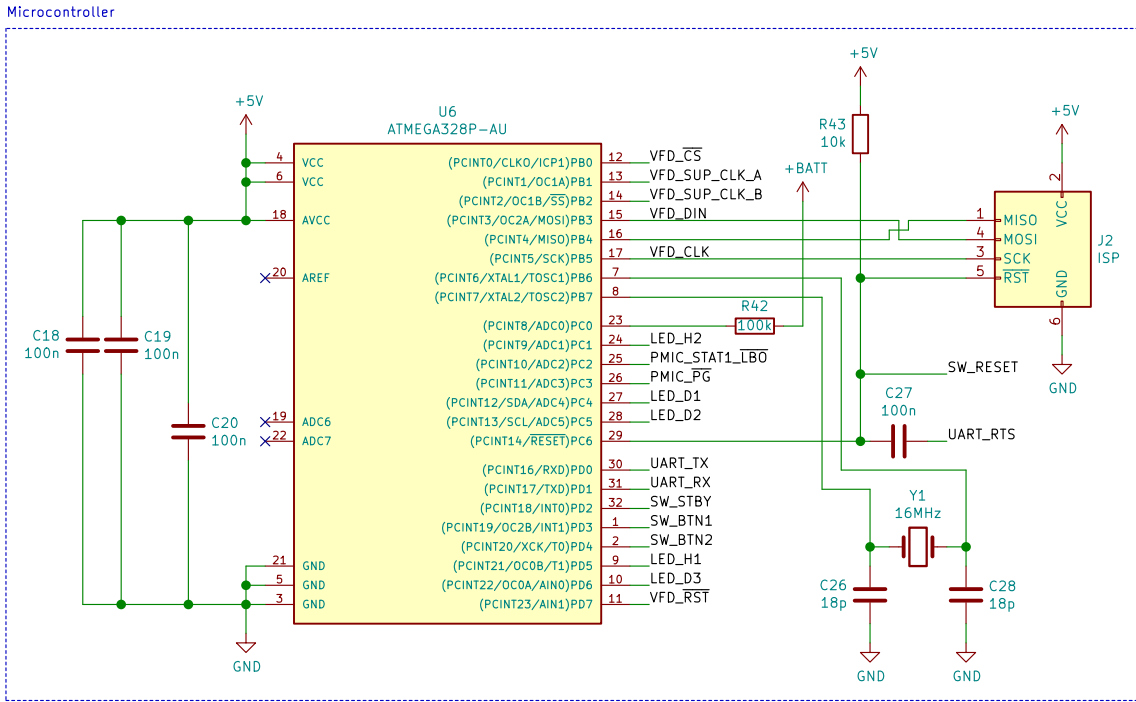 Microcontroller
+5V
U6
ATMEGA328P-AU
4 VCC
6 VCC
18 AVCC
20 AREF
19 ADC6
22 ADC7
21 GND
5 GND
3 GND
GND
C18
100n
C19
100n
C20
100n
(PCINT0/CLKO/ICP1)PB0 12 VFD_CS
(PCINT1/OC1A)PB1 13 VFD_SUP_CLK_A
(PCINT2/OC1B/SS)PB2 14 VFD_SUP_CLK_B
(PCINT3/OC2A/MOSI)PB3 15 VFD_DIN
(PCINT4/MISO)PB4 16
(PCINT5/SCK)PB5 17 VFD_CLK
(PCINT6/XTAL1/TOSC1)PB6 7
(PCINT7/XTAL2/TOSC2)PB7 8
(PCINT8/ADC0)PC0 23
(PCINT9/ADC1)PC1 24 LED_H2
(PCINT10/ADC2)PC2 25 PMIC_STAT1_LBO
(PCINT11/ADC3)PC3 26 PMIC_PG
(PCINT12/SDA/ADC4)PC4 27 LED_D1
(PCINT13/SCL/ADC5)PC5 28 LED_D2
(PCINT14/RESET)PC6 29
(PCINT16/RXD)PD0 30 UART_TX
(PCINT17/TXD)PD1 31 UART_RX
(PCINT18/INT0)PD2 32 SW_STBY
(PCINT19/OC2B/INT1)PD3 1 SW_BTN1
(PCINT20/XCK/T0)PD4 2 SW_BTN2
(PCINT21/OC0B/T1)PD5 9 LED_H1
(PCINT22/OC0A/AIN0)PD6 10 LED_D3
(PCINT23/AIN1)PD7 11 VFD_RST
+BATT
R42
100k
+5V
R43
10k
+5V
2
VCC
1 MISO
4 MOSI
3 SCK
5 RST
GND
6
J2
ISP
GND
SW_RESET
C27
100n
UART_RTS
Y1
16MHz
C26
18p
C28
18p
GND
GND